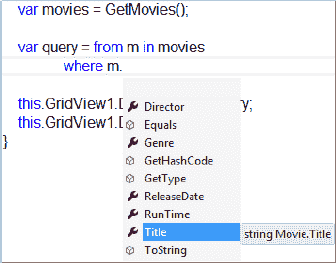 var movies = GetMovies();
var query = from m in movies
where m.
this.GridView1.D
ry;
this.GridView1.D
}
Director
Equals
Genre
GetHashCode
GetType
ReleaseDate
RunTime
Title
string Movie.Title
ToString